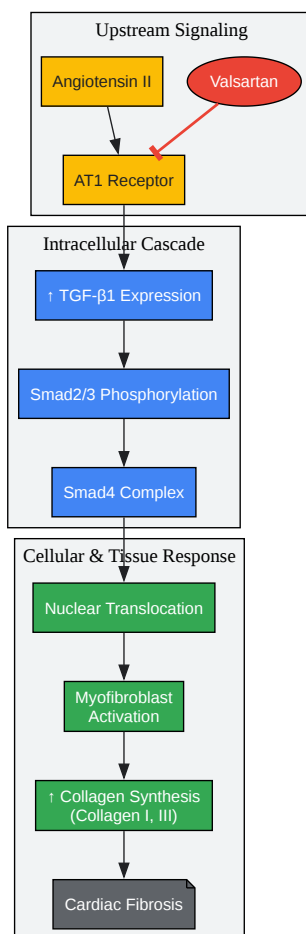 Upstream Signaling
Angiotensin II
Valsartan
AT1 Receptor
Intracellular Cascade
↑ TGF-β1 Expression
Smad2/3 Phosphorylation
Smad4 Complex
Cellular & Tissue Response
Nuclear Translocation
Myofibroblast
Activation
↑ Collagen Synthesis
(Collagen I, III)
Cardiac Fibrosis